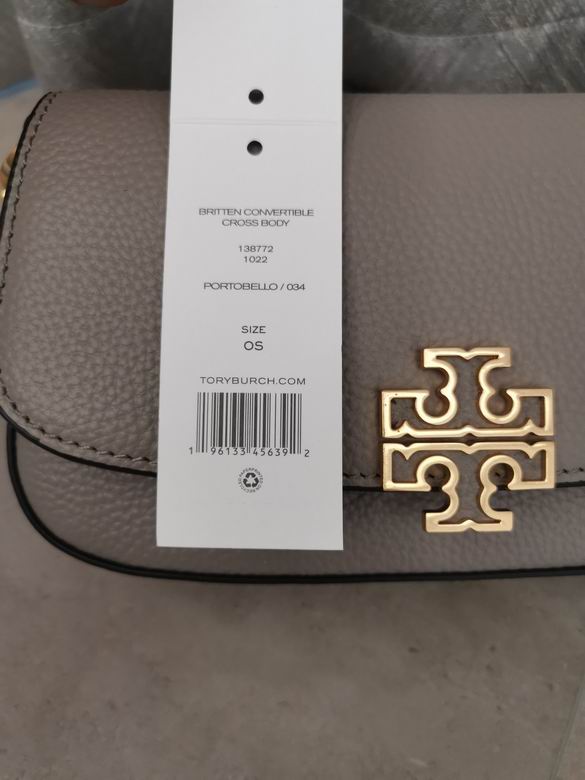 BRITTEN CONVERTIBLE
CROSS BODY
138772
1022
PORTOBELLO / 034
SIZE
OS
TORYBURCH.COM
1 96133 45639 2